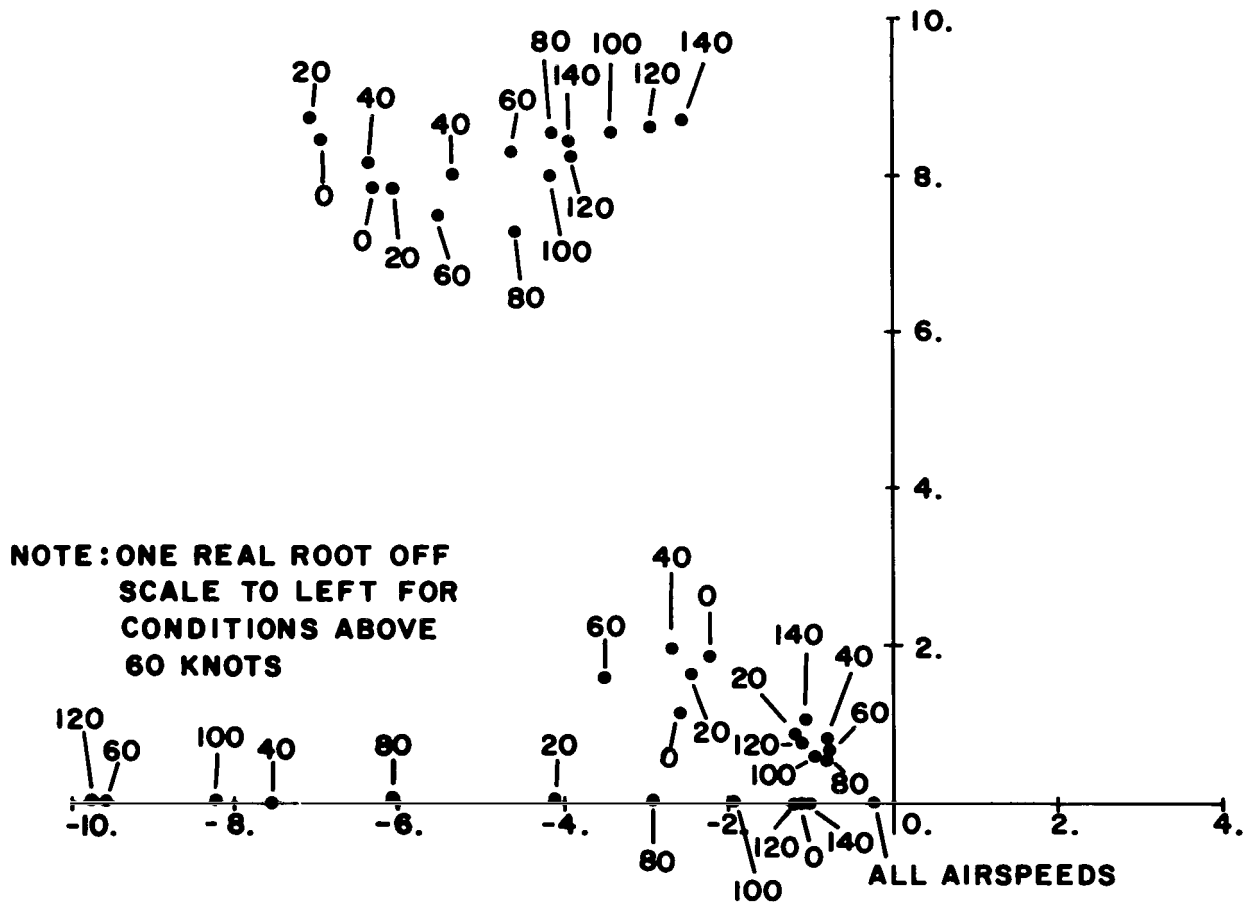 10.
80 100 140
20 140 120
40 60
40
8.
0
120
0 20 100
60
80
6.
4.
NOTE: ONE REAL ROOT OFF
SCALE TO LEFT FOR
CONDITIONS ABOVE
60 KNOTS
40
0
60 140
2. 40
20
120 60
20 0 120
60 100 40 80 20 100 80
-10. -8. -6. -4. -2. 0. 2. 4.
80 120 0 140
100 ALL AIRSPEEDS